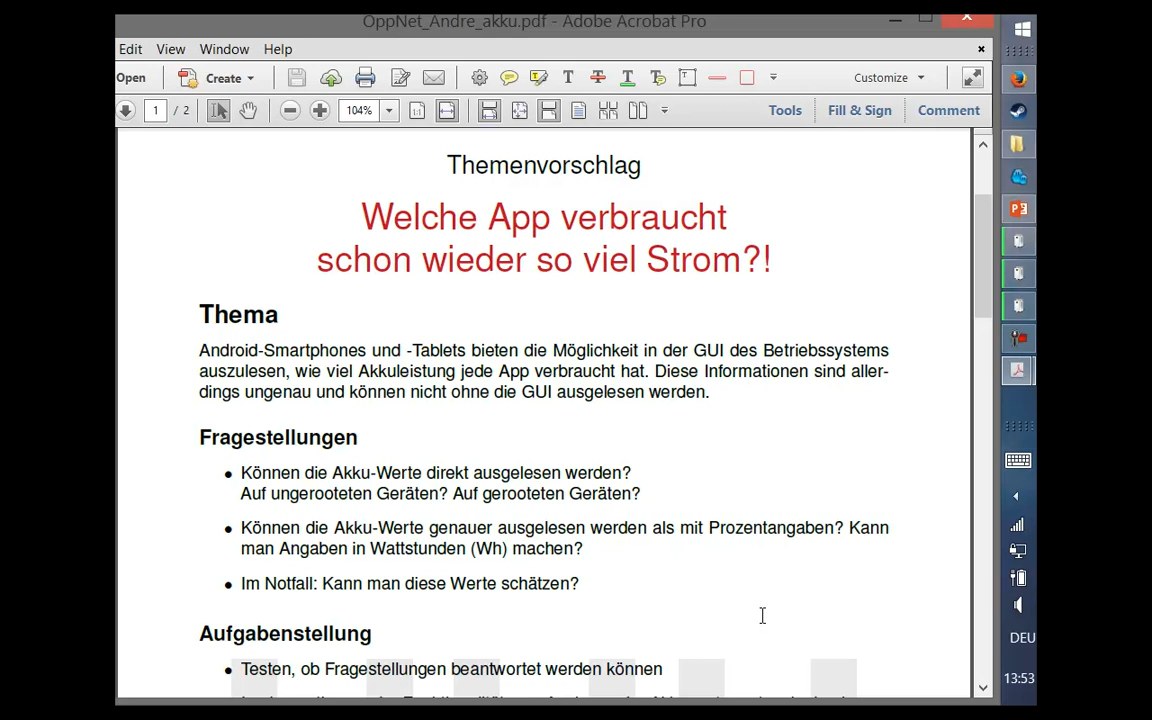 OppNet_Andre_akku.pdf - Adobe Acrobat Pro
Edit View Window Help
Open Create Customize
1 / 2 104% Tools Fill & Sign Comment
Themenvorschlag
Welche App verbraucht
schon wieder so viel Strom?!
Thema
Android-Smartphones und -Tablets bieten die Möglichkeit in der GUI des Betriebssystems
auszulesen, wie viel Akkuleistung jede App verbraucht hat. Diese Informationen sind aller-
dings ungenau und können nicht ohne die GUI ausgelesen werden.
Fragestellungen
• Können die Akku-Werte direkt ausgelesen werden?
Auf ungerooteten Geräten? Auf gerooteten Geräten?
• Können die Akku-Werte genauer ausgelesen werden als mit Prozentangaben? Kann
man Angaben in Wattstunden (Wh) machen?
• Im Notfall: Kann man diese Werte schätzen?
Aufgabenstellung
• Testen, ob Fragestellungen beantwortet werden können
DEU
13:53